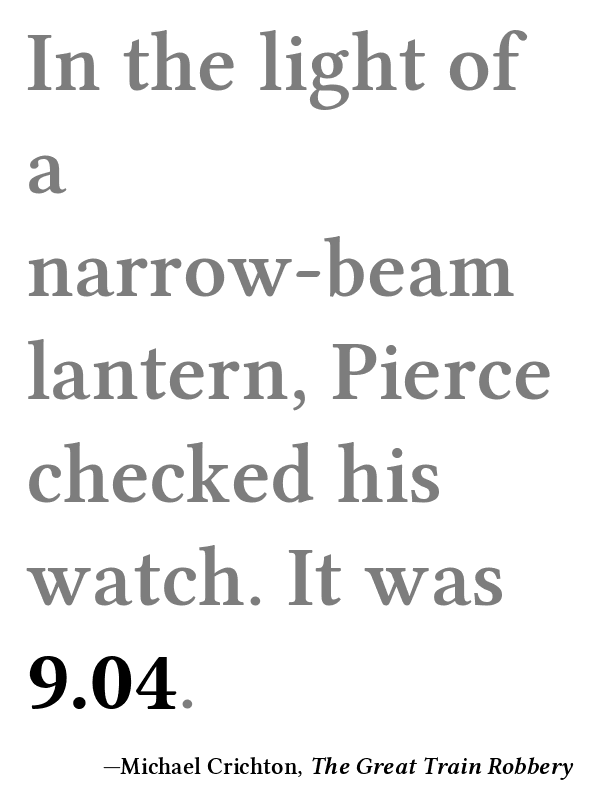 In the light of
a
narrow-beam
lantern, Pierce
checked his
watch. It was
9.04.
—Michael Crichton, The Great Train Robbery